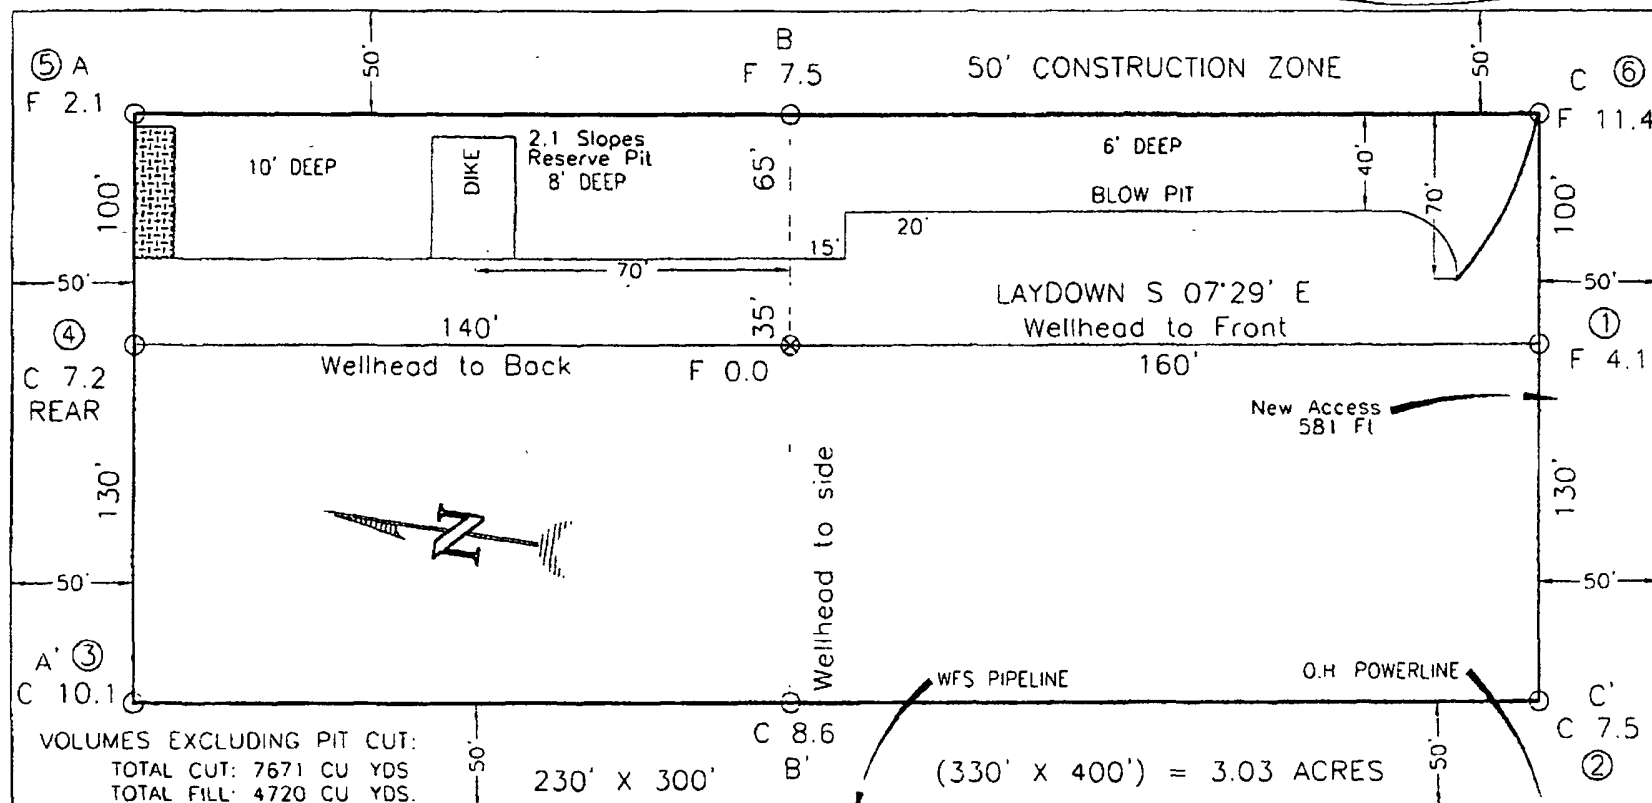 ⑤ A
F 2.1
50'
B
F 7.5
50' CONSTRUCTION ZONE
50'
C ⑥
F 11.4
10' DEEP
DIKE
2.1 Slopes
Reserve Pit
8' DEEP
65'
6' DEEP
40'
70'
BLOW PIT
100'
100'
20'
15'
50'
70'
50'
LAYDOWN S 07°29' E
Wellhead to Front
④
140'
35'
①
C 7.2
REAR
Wellhead to Back
F 0.0
160'
F 4.1
New Access
581 Ft
130'
Wellhead to side
130'
N
50'
50'
A' ③
C 10.1
WFS PIPELINE
O.H POWERLINE
C'
C 7.5
②
C 8.6
B'
VOLUMES EXCLUDING PIT CUT:
TOTAL CUT: 7671 CU YDS
TOTAL FILL: 4720 CU YDS.
50'
230' X 300'
(330' X 400') = 3.03 ACRES
50'